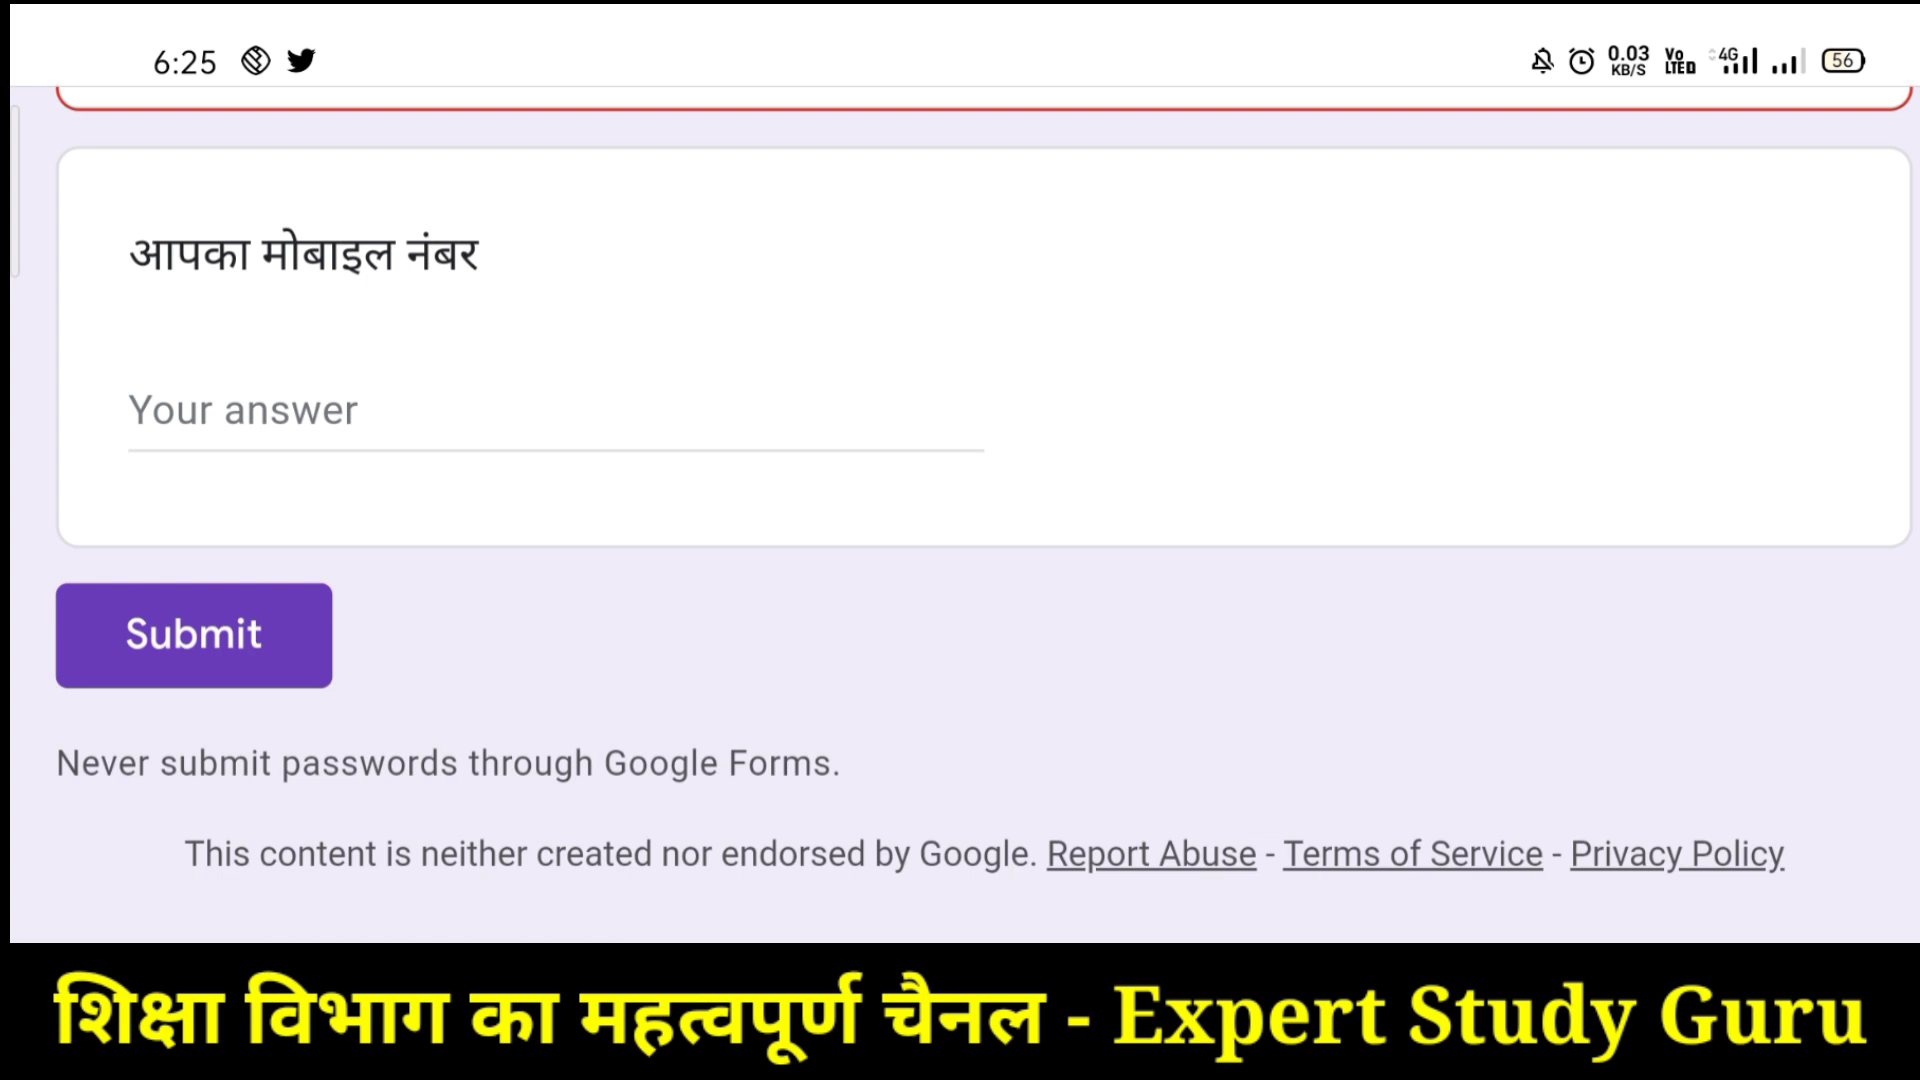 6:25 0.03 KB/S Vo LTED 4G 56
आपका मोबाइल नंबर
Your answer
Submit
Never submit passwords through Google Forms.
This content is neither created nor endorsed by Google. Report Abuse - Terms of Service - Privacy Policy
शिक्षा विभाग का महत्वपूर्ण चैनल - Expert Study Guru